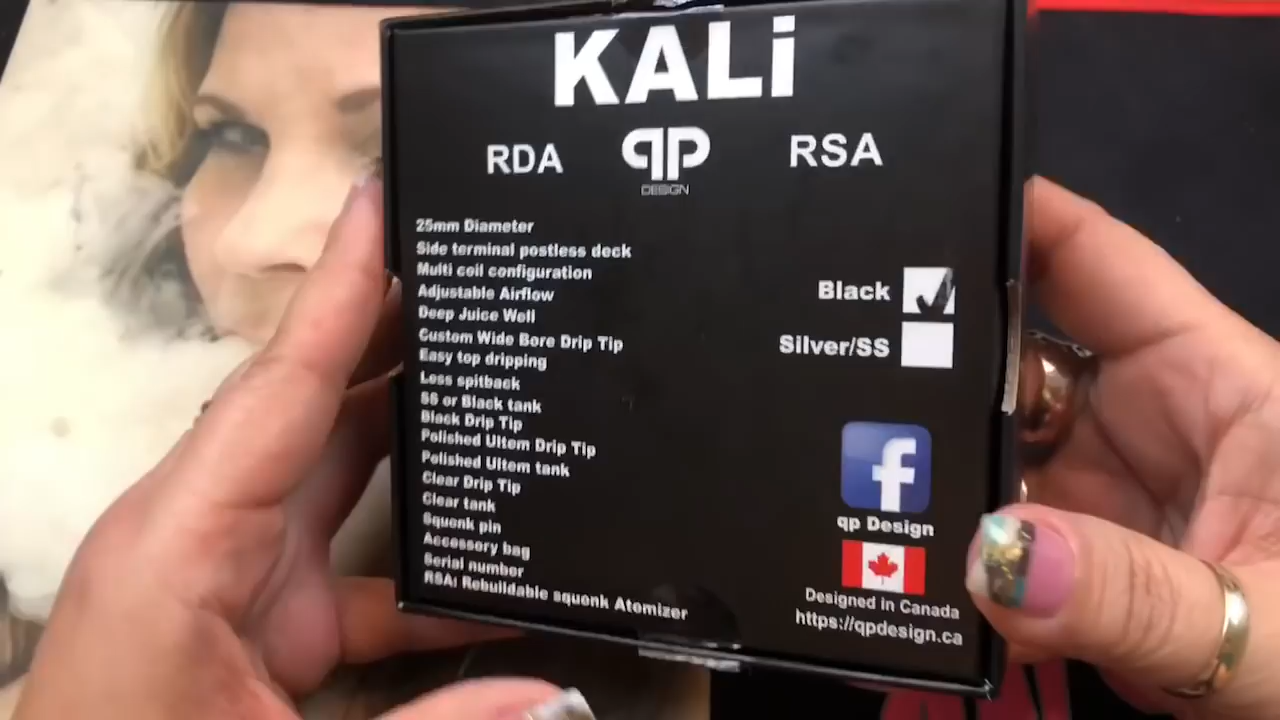 KALi
RDA qp RSA
DESIGN
25mm Diameter
Side terminal postless deck
Multi coil configuration
Adjustable Airflow
Deep Juice Well
Custom Wide Bore Drip Tip
Easy top dripping
Less spitback
SS or Black tank
Black Drip Tip
Polished Ultem Drip Tip
Polished Ultem tank
Clear Drip Tip
Clear tank
Squonk pin
Accessory bag
Serial number
RSA: Rebuildable squonk Atomizer
Black
Silver/SS
f
qp Design
Designed in Canada
https://qpdesign.ca